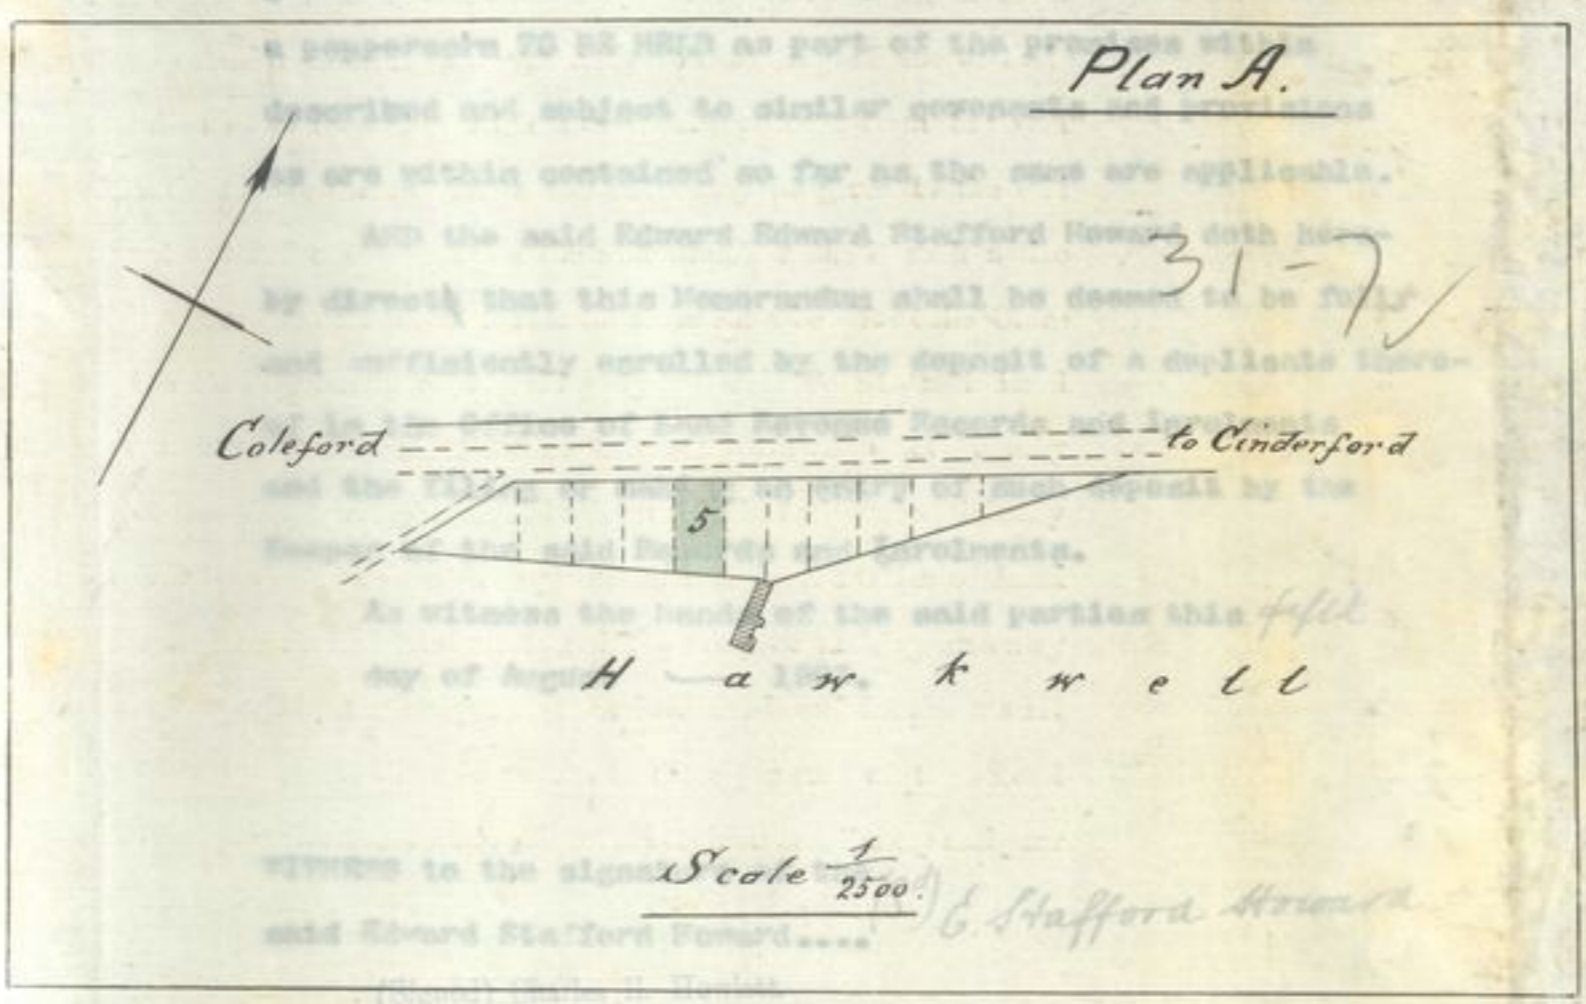 a peppercorn TO BE HELD as part of the premises within
Plan A.
described and subject to similar covenants and provisions
as are within contained so far as the same are applicable.
AND the said Edward Edward Stafford Howard doth here-
31-7
by direct that this Memorandum shall be deemed to be fully
and sufficiently enrolled by the deposit of a duplicate there-
of in the Office of Land Revenue Records and Inrolments
Coleford to Cinderford
and the filing or making an entry of such deposit by the
5
Keeper of the said Records and Inrolments.
As witness the hands of the said parties this fifth
day of August
Hawkwell
Scale 1/2500.
WITNESS to the signature of the
E Stafford Howard
said Edward Stafford Howard....
(Signed) Charles H.